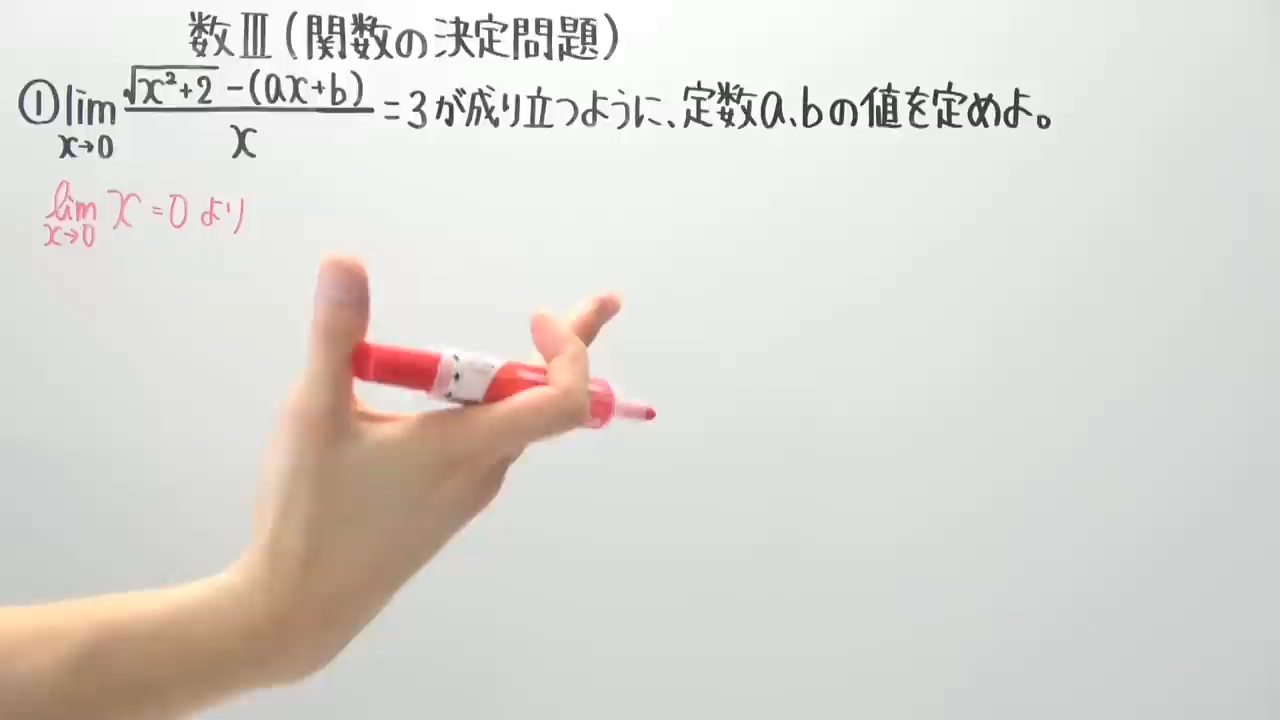 数Ⅲ(関数の決定問題)
①lim x→0 (√(x²+2) -(ax+b))/x =3が成り立つように、定数a、bの値を定めよ。
lim x→0 x=0より